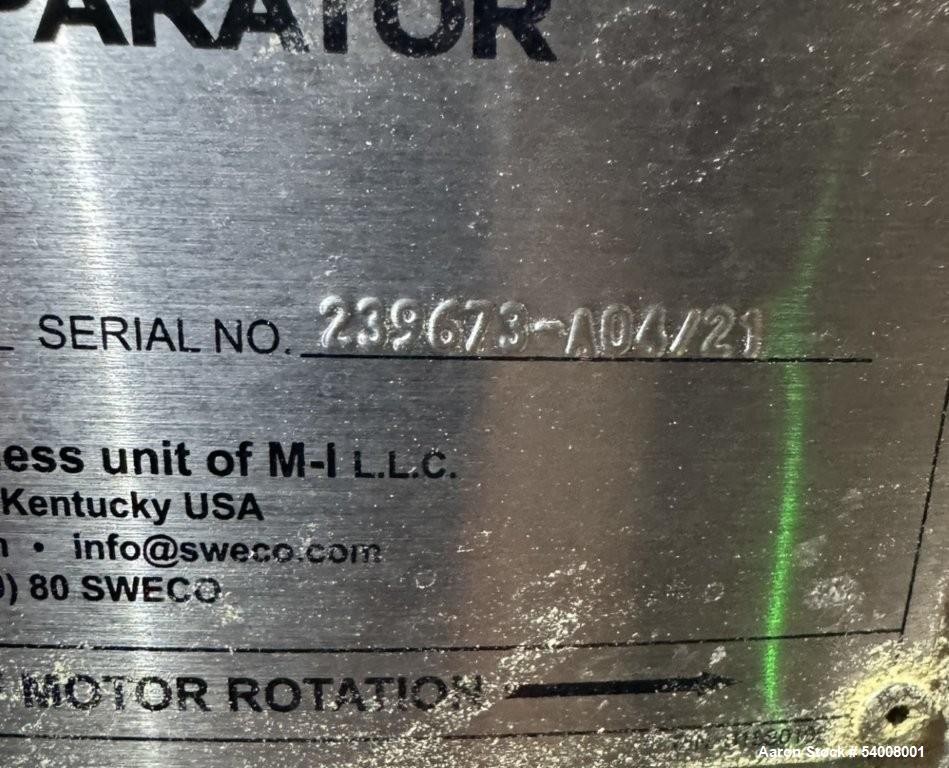 PARATOR
SERIAL NO. 239673-A04/21
ess unit of M-I L.L.C.
Kentucky USA
• info@sweco.com
) 80 SWECO
MOTOR ROTATION
Aaron Stock # 54008001